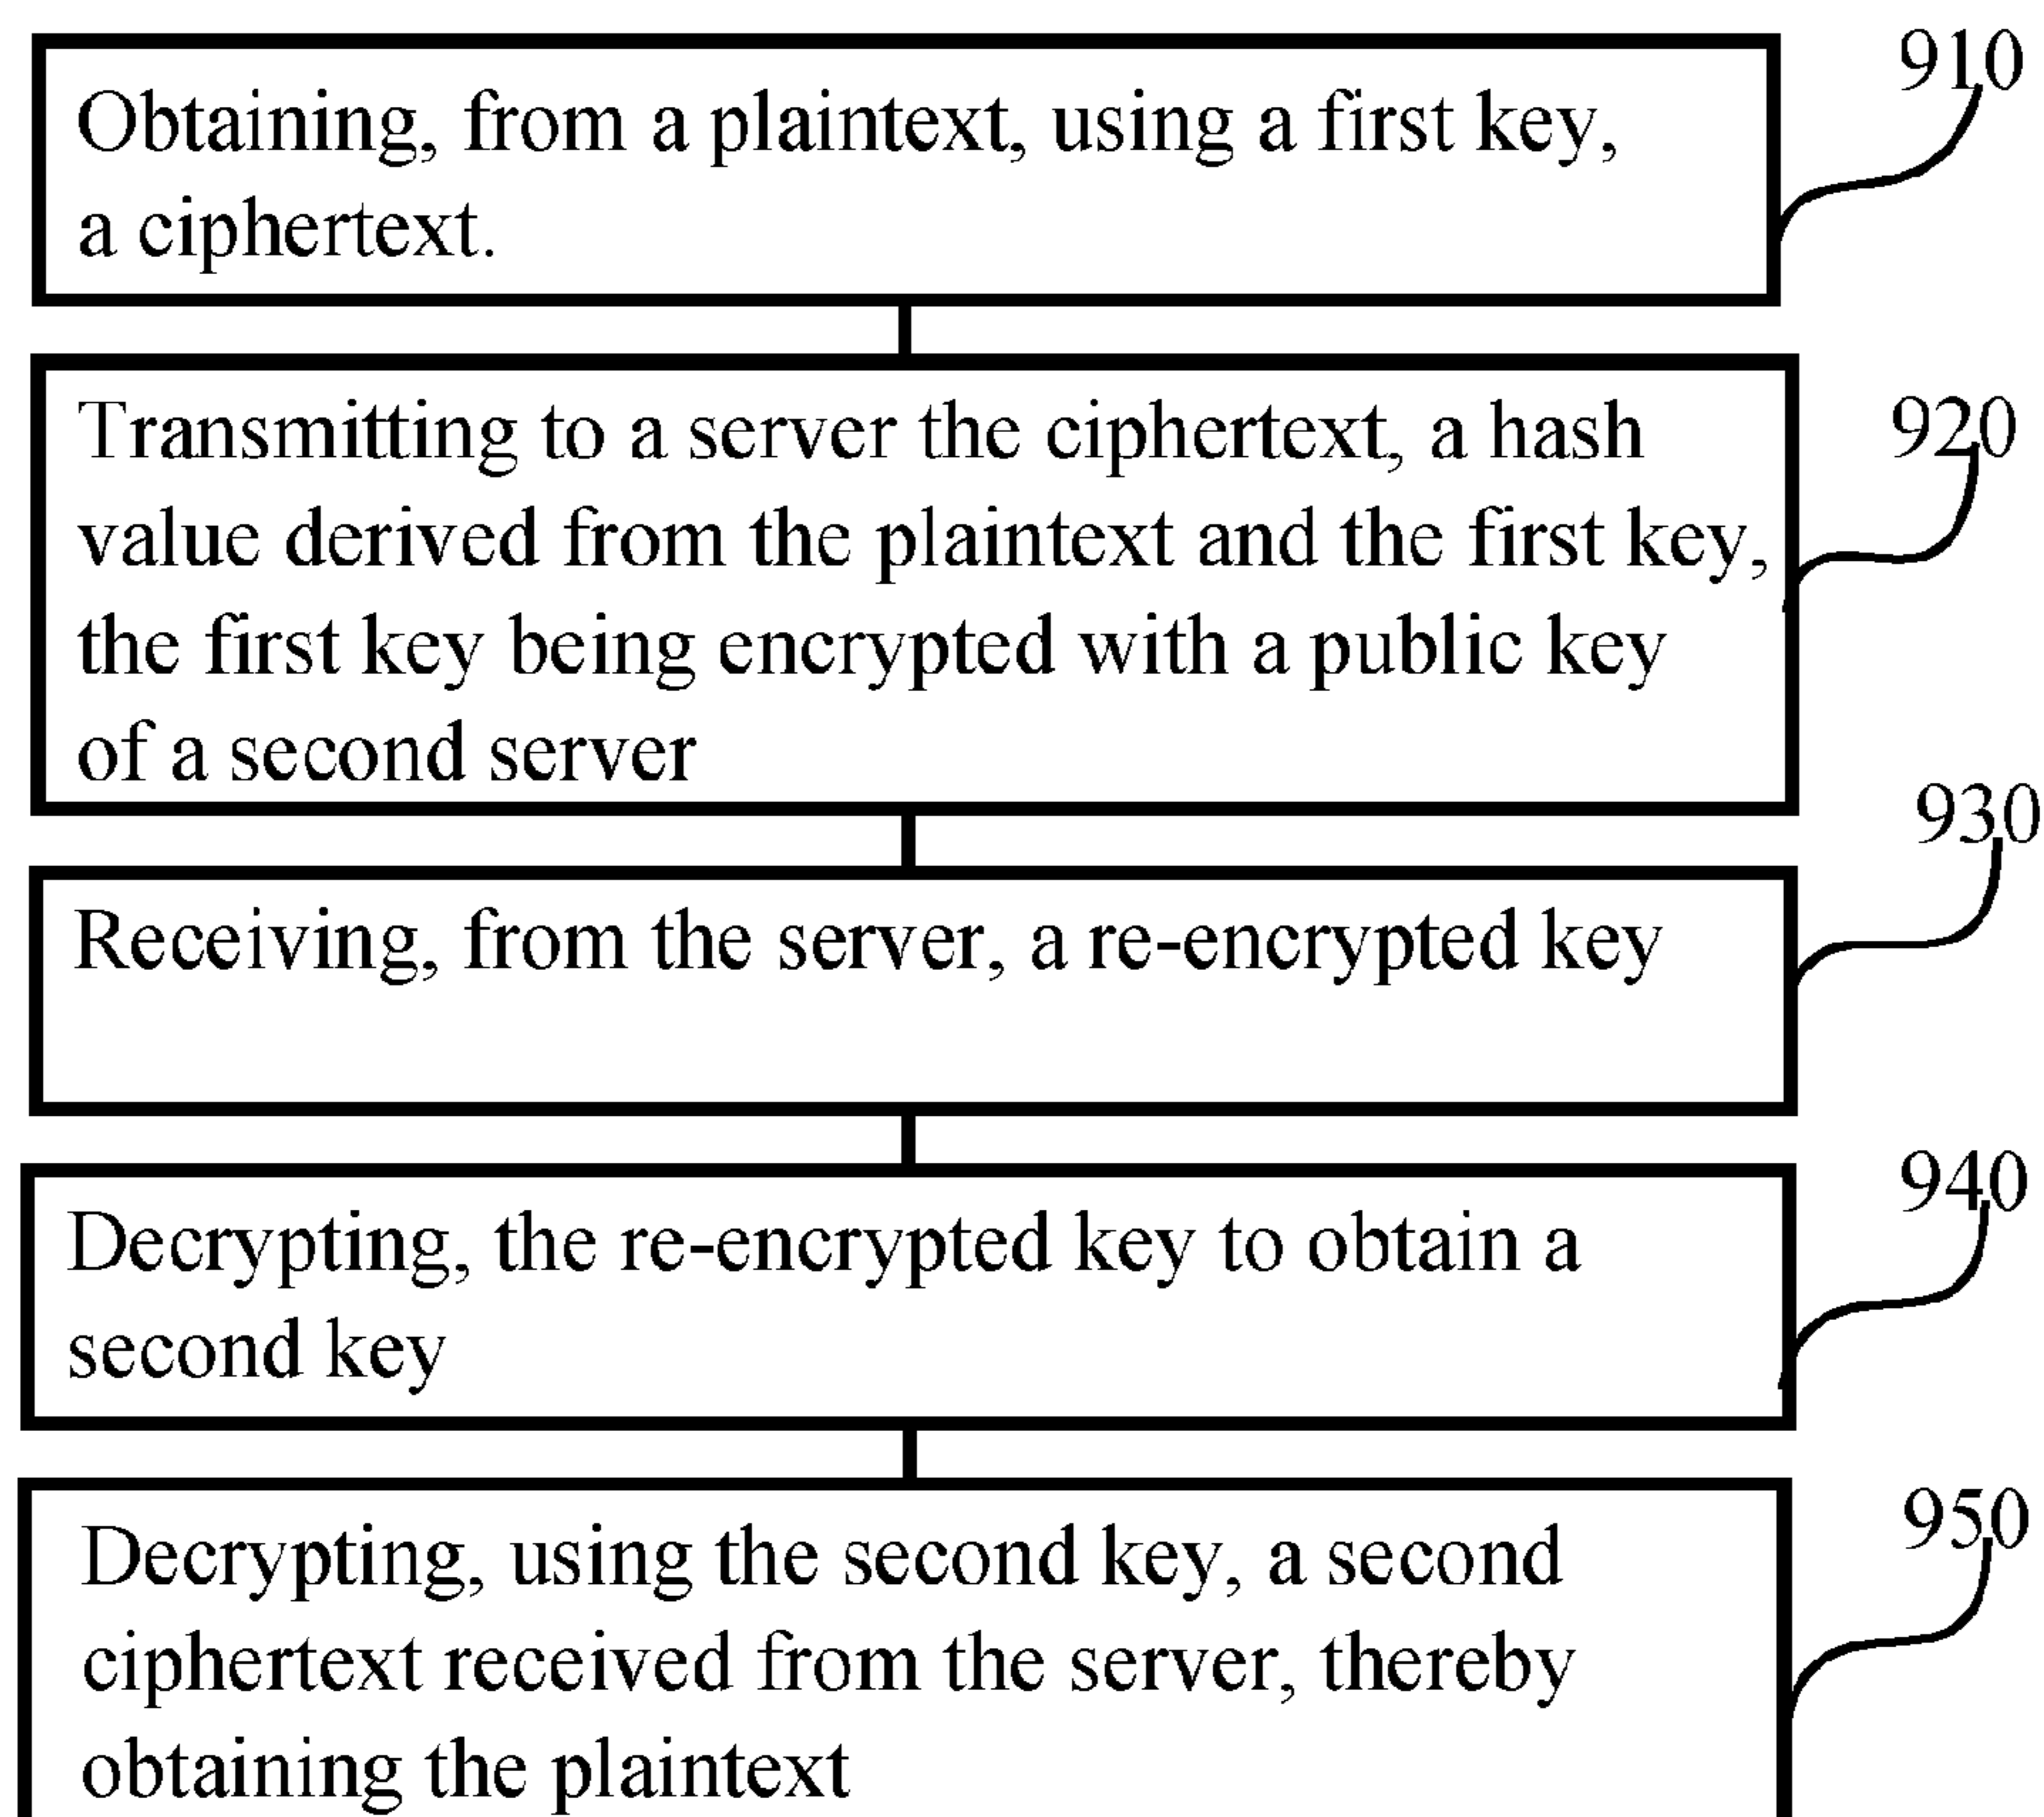 910
Obtaining, from a plaintext, using a first key,
a ciphertext.
920
Transmitting to a server the ciphertext, a hash
value derived from the plaintext and the first key,
the first key being encrypted with a public key
of a second server
930
Receiving, from the server, a re-encrypted key
940
Decrypting, the re-encrypted key to obtain a
second key
950
Decrypting, using the second key, a second
ciphertext received from the server, thereby
obtaining the plaintext